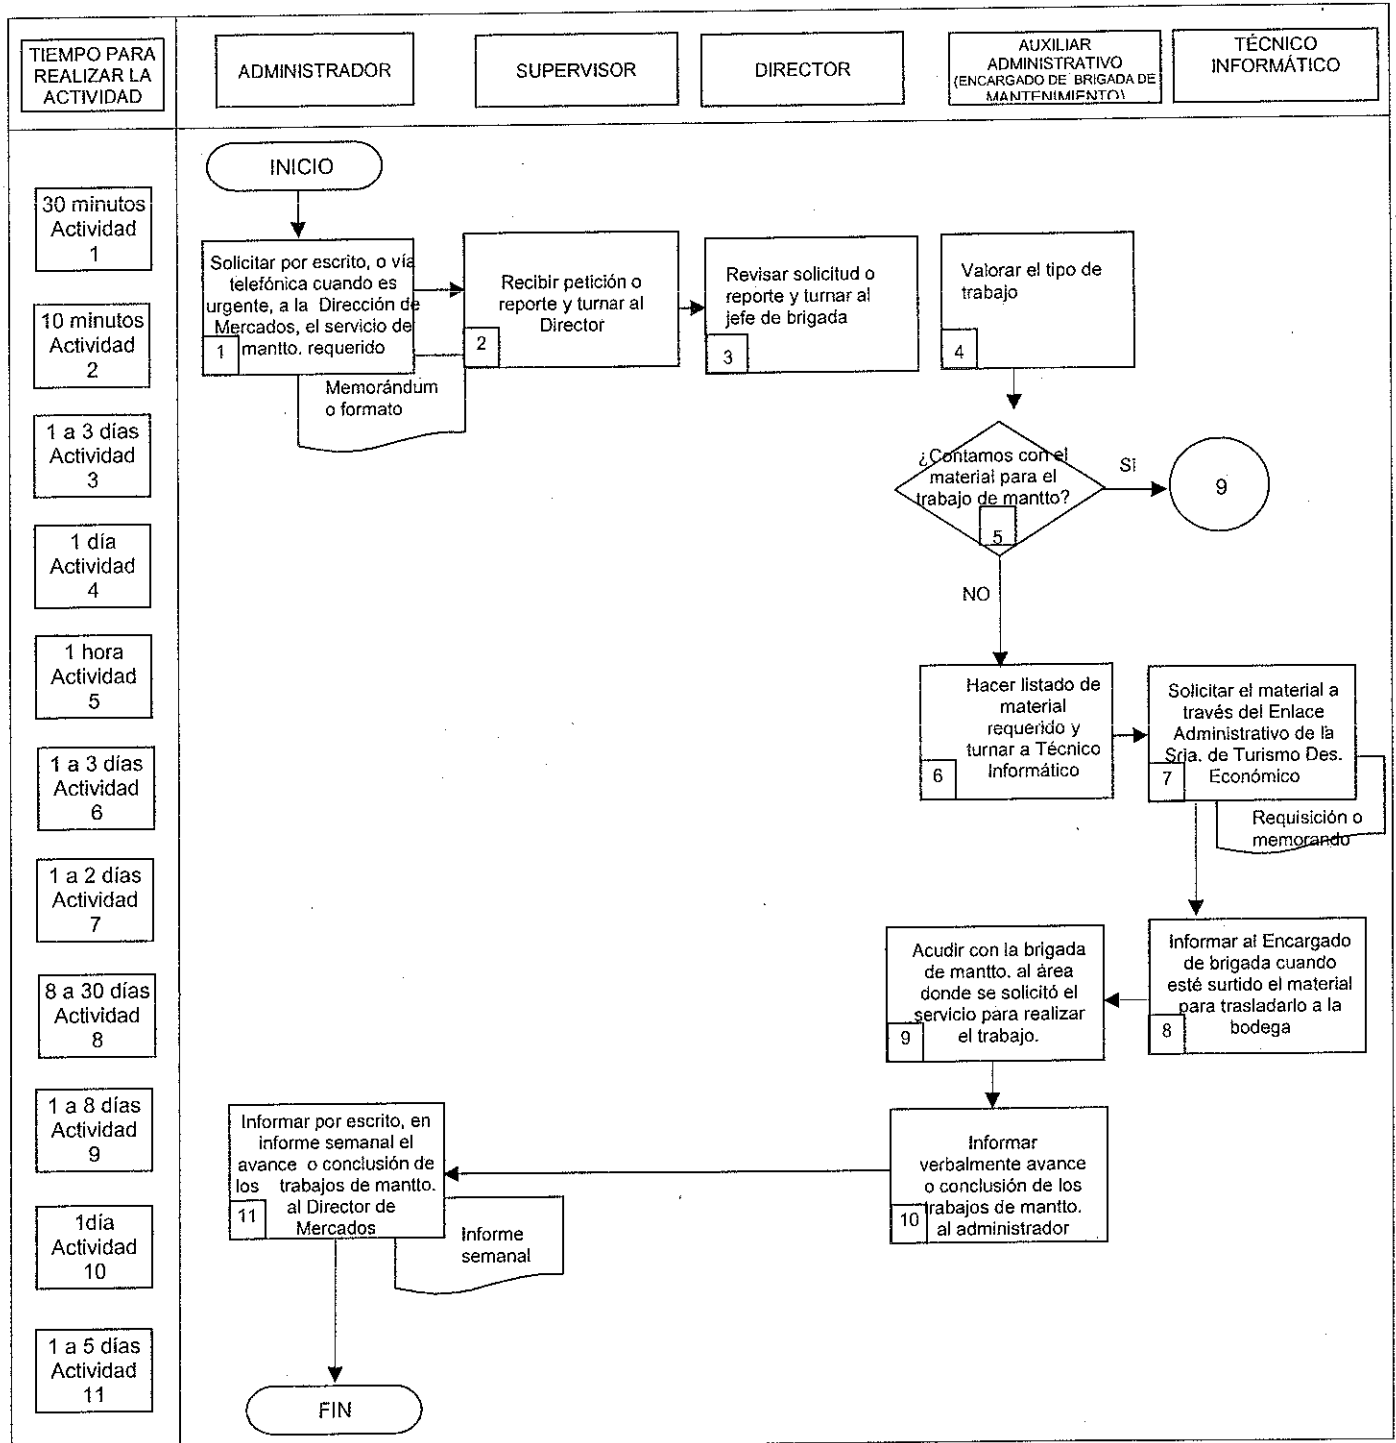 TIEMPO PARA
REALIZAR LA
ACTIVIDAD
ADMINISTRADOR
SUPERVISOR
DIRECTOR
AUXILIAR
ADMINISTRATIVO
(ENCARGADO DE BRIGADA DE
MANTENIMIENTO)
TÉCNICO
INFORMÁTICO
30 minutos
Actividad
1
10 minutos
Actividad
2
1 a 3 días
Actividad
3
1 día
Actividad
4
1 hora
Actividad
5
1 a 3 días
Actividad
6
1 a 2 días
Actividad
7
8 a 30 días
Actividad
8
1 a 8 días
Actividad
9
1día
Actividad
10
1 a 5 días
Actividad
11
INICIO
Solicitar por escrito, o vía
telefónica cuando es
urgente, a la Dirección de
Mercados, el servicio de
mantto. requerido
1
Memorándum
o formato
Recibir petición o
reporte y turnar al
Director
2
Revisar solicitud o
reporte y turnar al
jefe de brigada
3
Valorar el tipo de
trabajo
4
¿Contamos con el
material para el
trabajo de mantto?
5
SI
9
NO
Hacer listado de
material
requerido y
turnar a Técnico
Informático
6
Solicitar el material a
través del Enlace
Administrativo de la
Sria. de Turismo Des.
Económico
7
Requisición o
memorando
Informar al Encargado
de brigada cuando
esté surtido el material
para trasladarlo a la
bodega
8
Acudir con la brigada
de mantto. al área
donde se solicitó el
servicio para realizar
el trabajo.
9
Informar
verbalmente avance
o conclusión de los
trabajos de mantto.
al administrador
10
Informar por escrito, en
informe semanal el
avance o conclusión de
los trabajos de mantto.
al Director de
Mercados
11
Informe
semanal
FIN